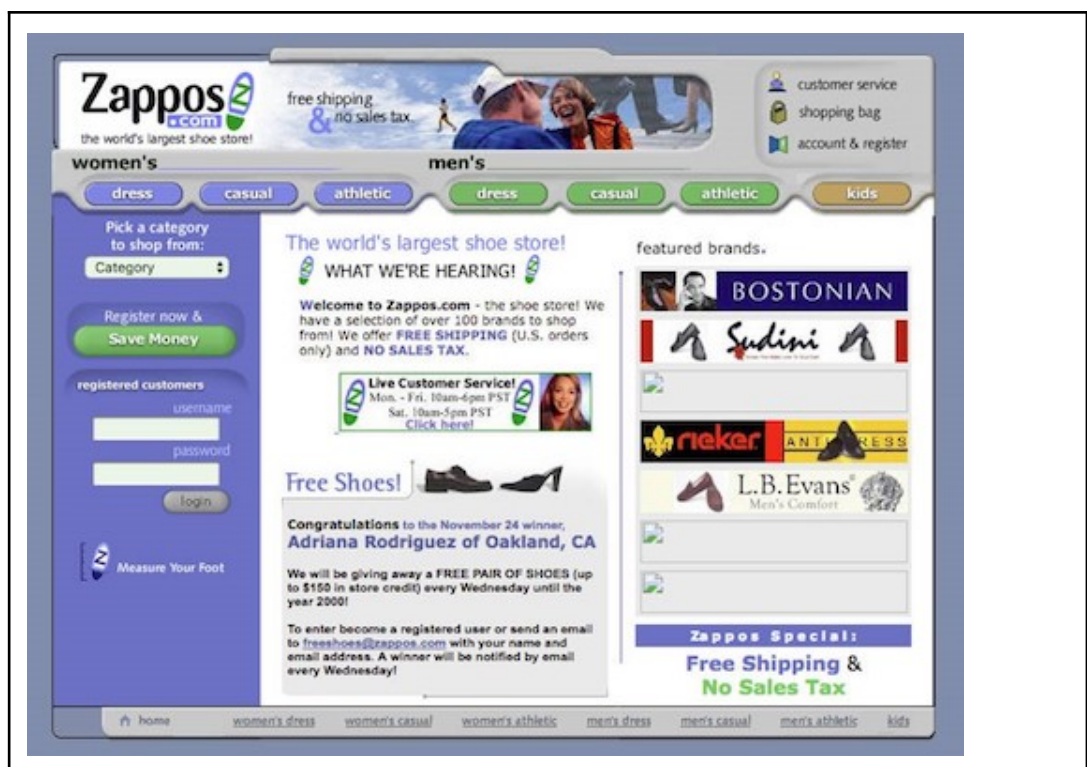 Zappos
.com
the world's largest shoe store!
free shipping
& no sales tax
customer service
shopping bag
account & register
women's
men's
dress
casual
athletic
dress
casual
athletic
kids
Pick a category
to shop from:
Category
Register now &
Save Money
registered customers
username
password
login
Measure Your Foot
The world's largest shoe store!
WHAT WE'RE HEARING!
Welcome to Zappos.com - the shoe store! We
have a selection of over 100 brands to shop
from! We offer FREE SHIPPING (U.S. orders
only) and NO SALES TAX.
Live Customer Service!
Mon. - Fri. 10am-6pm PST
Sat. 10am-5pm PST
Click here!
Free Shoes!
Congratulations to the November 24 winner,
Adriana Rodriguez of Oakland, CA
We will be giving away a FREE PAIR OF SHOES (up
to $150 in store credit) every Wednesday until the
year 2000!
To enter become a registered user or send an email
to freeshoes@zappos.com with your name and
email address. A winner will be notified by email
every Wednesday!
featured brands.
BOSTONIAN
Sudini
rieker
L.B.Evans
Men's Comfort
Zappos Special:
Free Shipping &
No Sales Tax
home women's dress women's casual women's athletic men's dress men's casual men's athletic kids